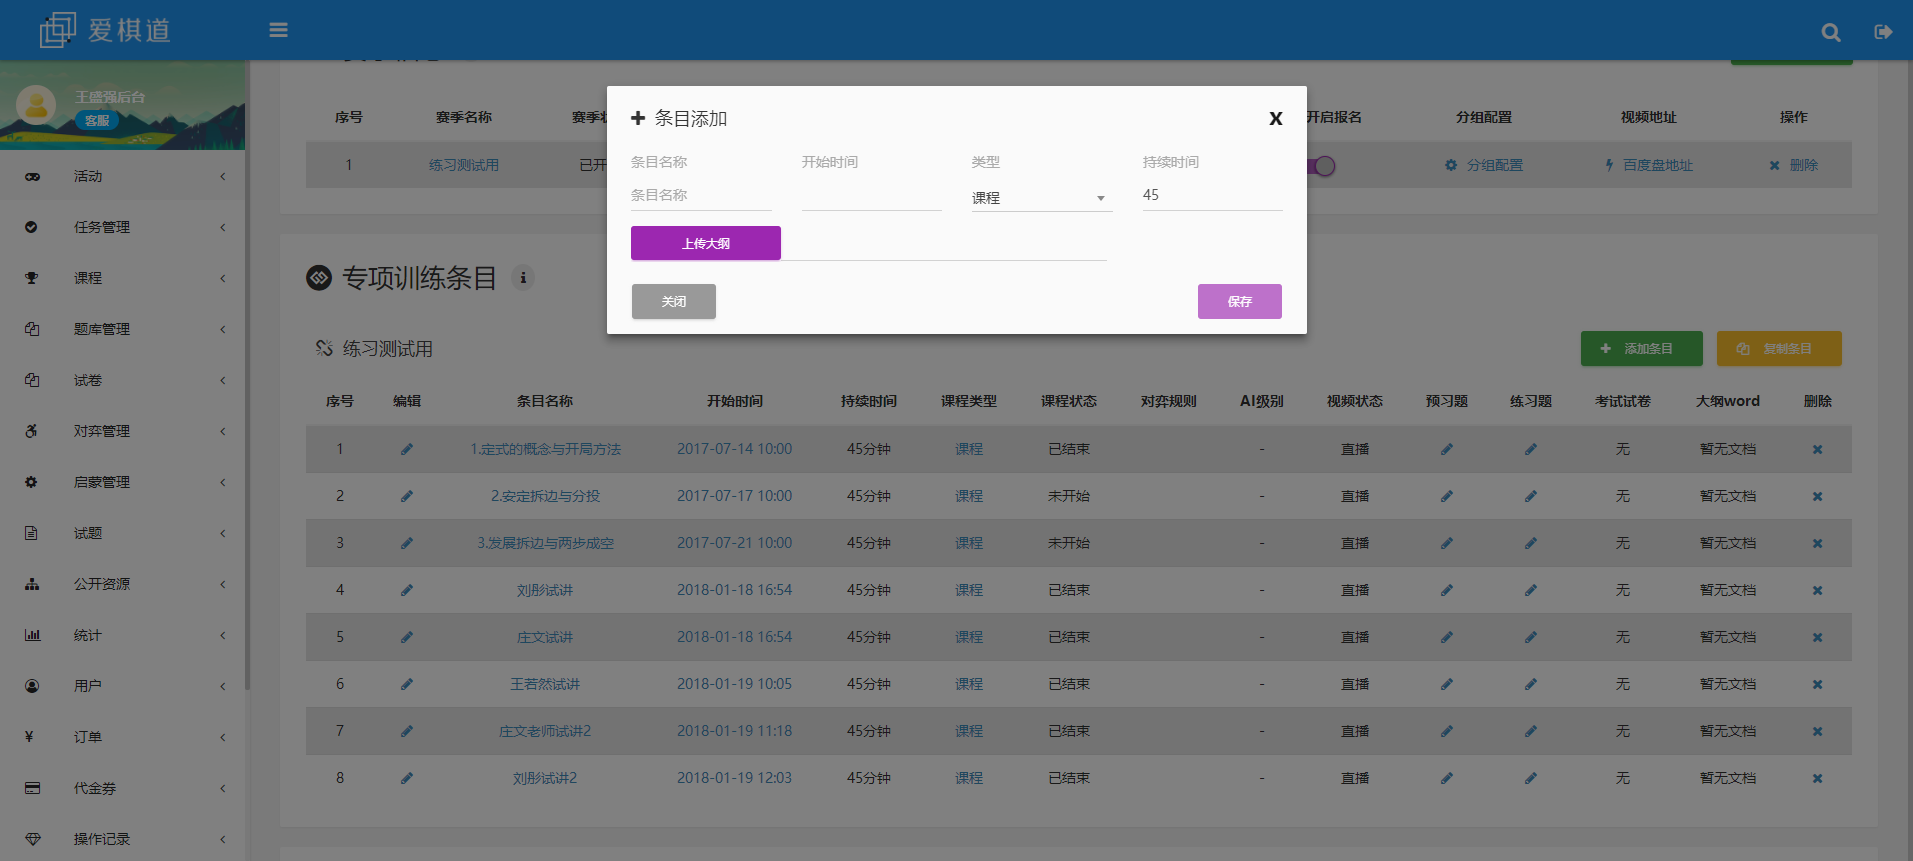 爱棋道
王盛强后台
客服
活动
任务管理
课程
题库管理
试卷
对弈管理
启蒙管理
试题
公开资源
统计
用户
订单
代金券
操作记录
序号 赛季名称 赛季状 开启报名 分组配置 视频地址 操作
1 练习测试用 已开 分组配置 百度盘地址 删除
条目添加 X
条目名称 开始时间 类型 持续时间
条目名称 课程 45
上传大纲
关闭 保存
专项训练条目
练习测试用 添加条目 复制条目
序号 编辑 条目名称 开始时间 持续时间 课程类型 课程状态 对弈规则 AI级别 视频状态 预习题 练习题 考试试卷 大纲word 删除
1 1.定式的概念与开局方法 2017-07-14 10:00 45分钟 课程 已结束 - 直播 无 暂无文档
2 2.安定拆边与分投 2017-07-17 10:00 45分钟 课程 未开始 - 直播 无 暂无文档
3 3.发展拆边与两步成空 2017-07-21 10:00 45分钟 课程 未开始 - 直播 无 暂无文档
4 刘彤试讲 2018-01-18 16:54 45分钟 课程 已结束 - 直播 无 暂无文档
5 庄文试讲 2018-01-18 16:54 45分钟 课程 已结束 - 直播 无 暂无文档
6 王若然试讲 2018-01-19 10:05 45分钟 课程 已结束 - 直播 无 暂无文档
7 庄文老师试讲2 2018-01-19 11:18 45分钟 课程 已结束 - 直播 无 暂无文档
8 刘彤试讲2 2018-01-19 12:03 45分钟 课程 已结束 - 直播 无 暂无文档